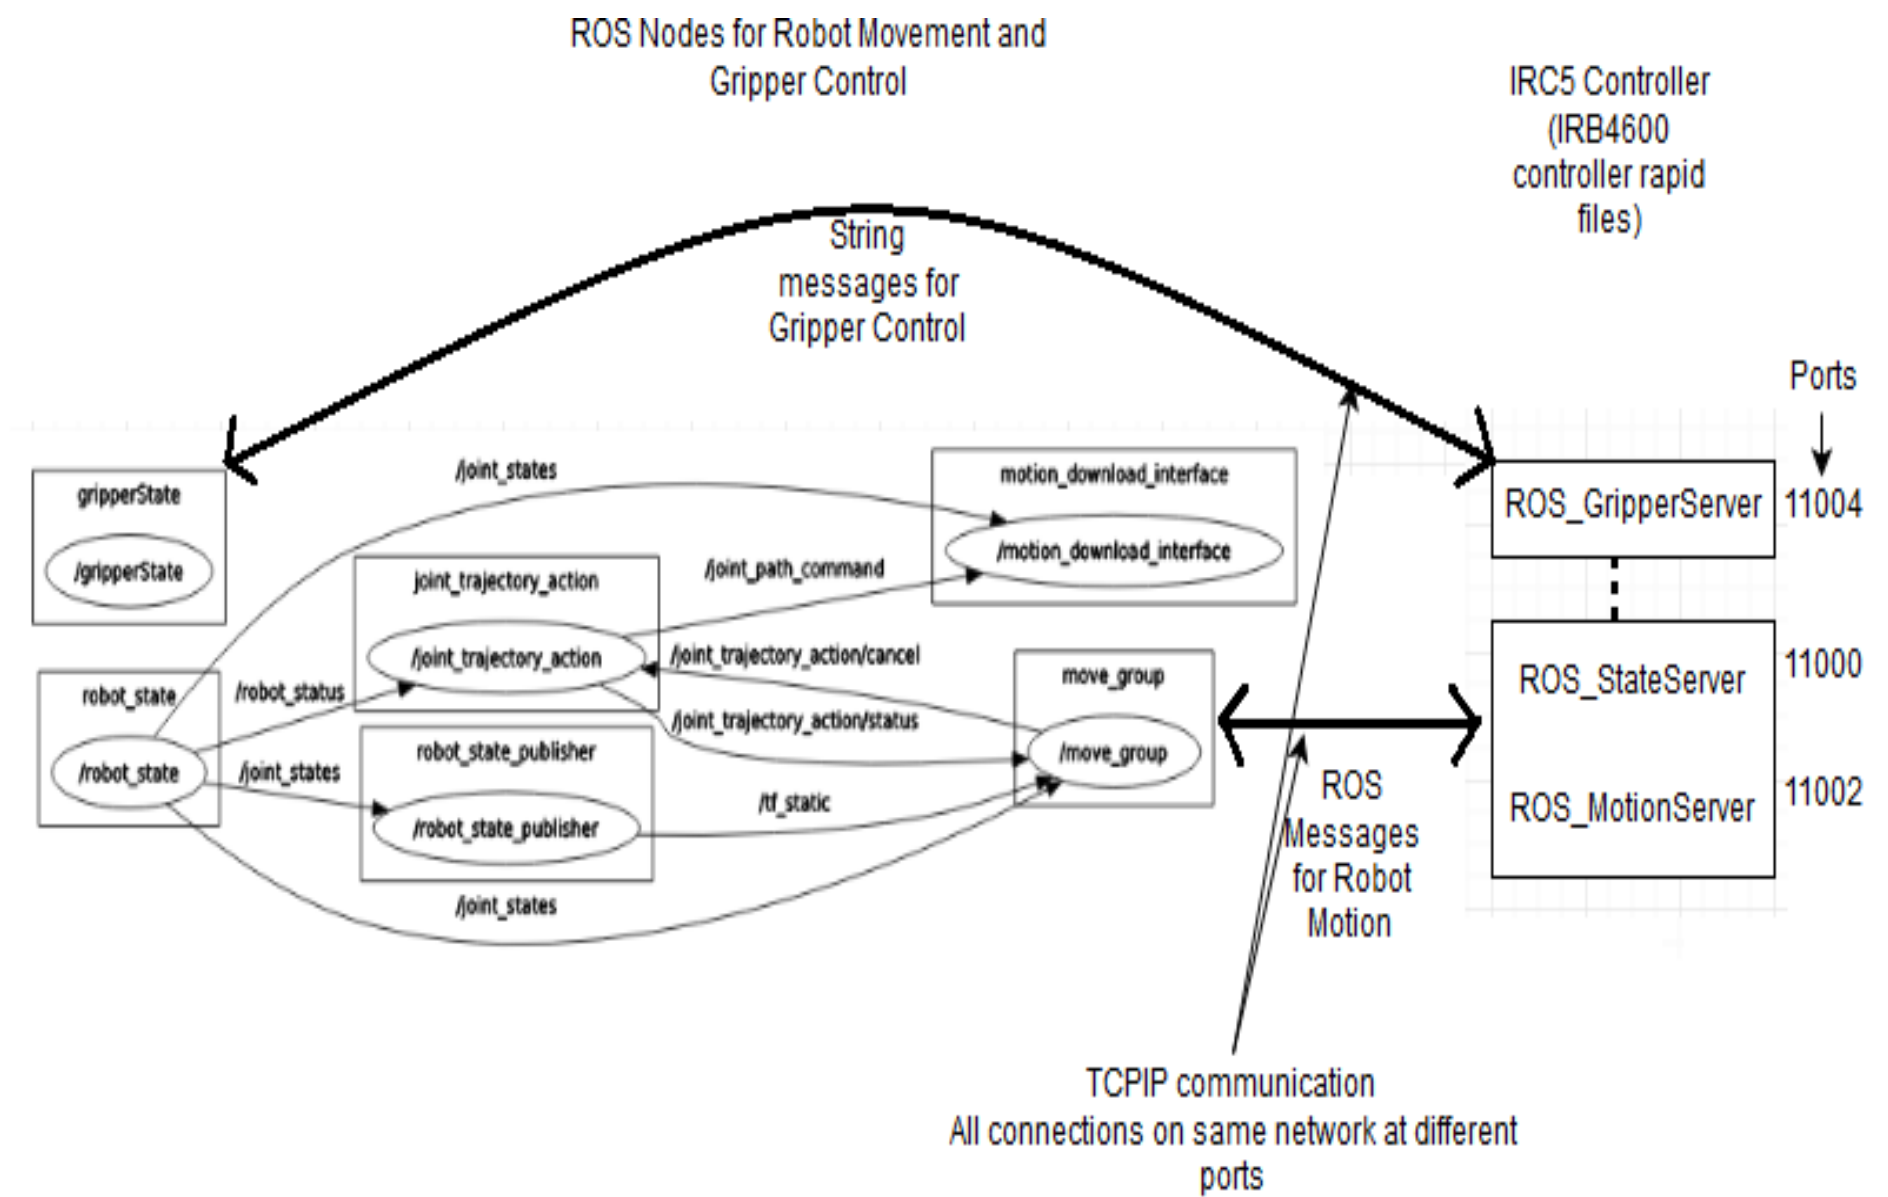 ROS Nodes for Robot Movement and
Gripper Control
IRC5 Controller
(IRB4600
controller rapid
files)
String
messages for
Gripper Control
Ports
gripperState
/gripperState
/joint_states
motion_download_interface
/motion_download_interface
ROS_GripperServer
11004
joint_trajectory_action
/joint_trajectory_action
/joint_path_command
/joint_trajectory_action/cancel
/joint_trajectory_action/status
robot_state
/robot_state
/robot_status
/joint_states
robot_state_publisher
/robot_state_publisher
/tf_static
/joint_states
move_group
/move_group
ROS_StateServer
11000
ROS_MotionServer
11002
ROS
Messages
for Robot
Motion
TCPIP communication
All connections on same network at different
ports